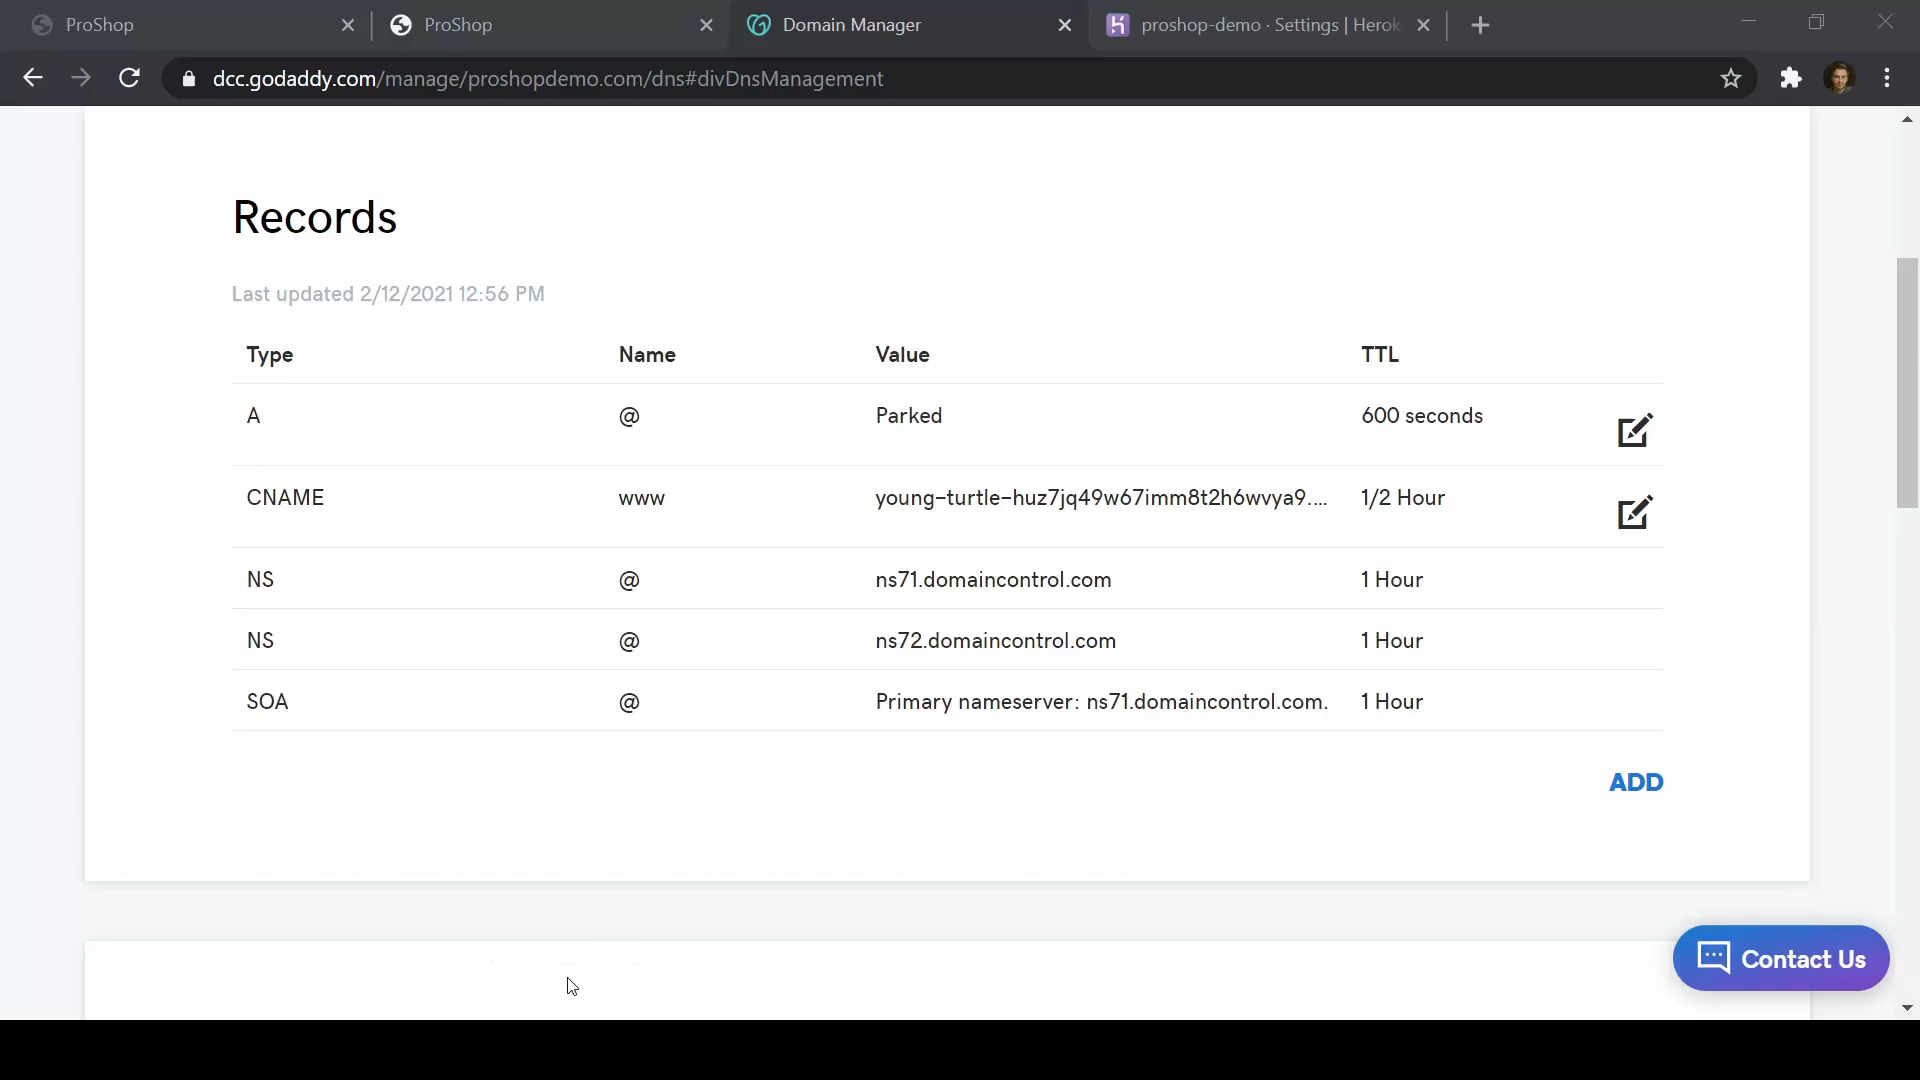 ProShop
ProShop
Domain Manager
proshop-demo · Settings | Herok
dcc.godaddy.com/manage/proshopdemo.com/dns#divDnsManagement
Records
Last updated 2/12/2021 12:56 PM
Type Name Value TTL
A @ Parked 600 seconds
CNAME www young-turtle-huz7jq49w67imm8t2h6wvya9.... 1/2 Hour
NS @ ns71.domaincontrol.com 1 Hour
NS @ ns72.domaincontrol.com 1 Hour
SOA @ Primary nameserver: ns71.domaincontrol.com. 1 Hour
ADD
Contact Us